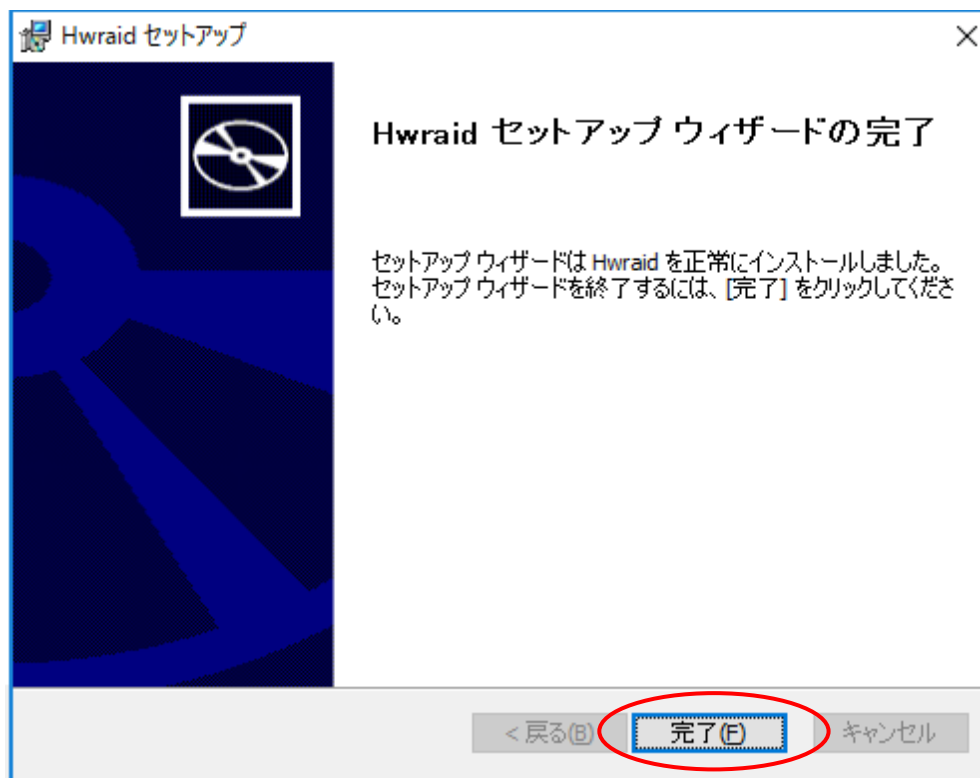 Hwraid セットアップ
Hwraid セットアップ ウィザードの完了
セットアップ ウィザードは Hwraid を正常にインストールしました。
セットアップ ウィザードを終了するには、[完了] をクリックしてくださ
い。
< 戻る(B)
完了(F)
キャンセル